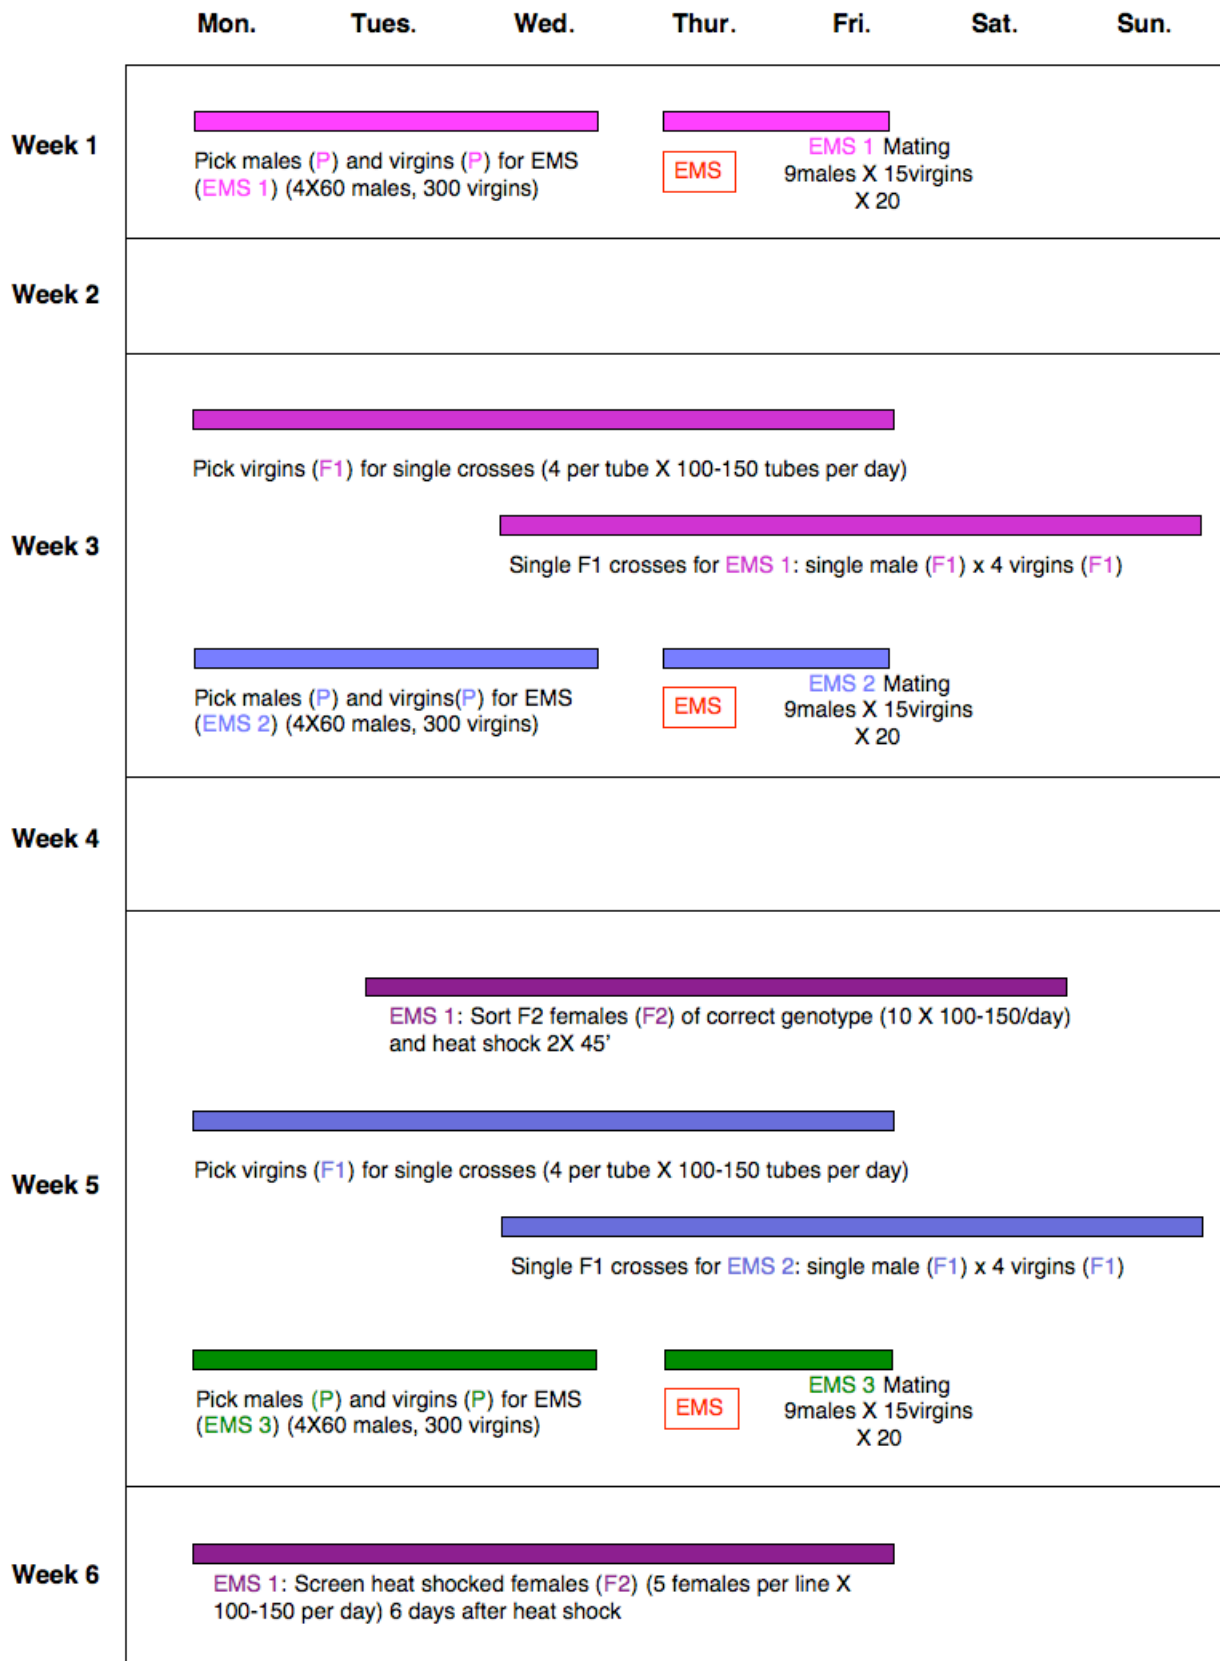 Mon. Tues. Wed. Thur. Fri. Sat. Sun.
Week 1
Pick males (P) and virgins (P) for EMS
(EMS 1) (4X60 males, 300 virgins)
EMS
EMS 1 Mating
9males X 15virgins
X 20
Week 2
Week 3
Pick virgins (F1) for single crosses (4 per tube X 100-150 tubes per day)
Single F1 crosses for EMS 1: single male (F1) x 4 virgins (F1)
Pick males (P) and virgins(P) for EMS
(EMS 2) (4X60 males, 300 virgins)
EMS
EMS 2 Mating
9males X 15virgins
X 20
Week 4
Week 5
EMS 1: Sort F2 females (F2) of correct genotype (10 X 100-150/day)
and heat shock 2X 45’
Pick virgins (F1) for single crosses (4 per tube X 100-150 tubes per day)
Single F1 crosses for EMS 2: single male (F1) x 4 virgins (F1)
Pick males (P) and virgins (P) for EMS
(EMS 3) (4X60 males, 300 virgins)
EMS
EMS 3 Mating
9males X 15virgins
X 20
Week 6
EMS 1: Screen heat shocked females (F2) (5 females per line X
100-150 per day) 6 days after heat shock